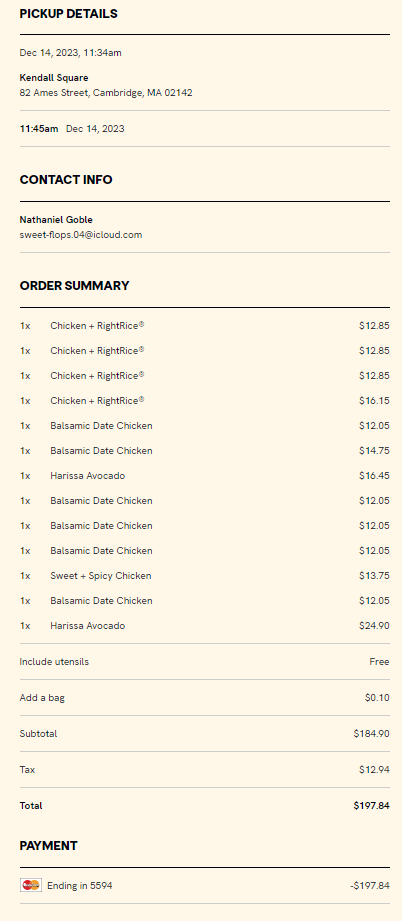 PICKUP DETAILS
Dec 14, 2023, 11:34am
Kendall Square
82 Ames Street, Cambridge, MA 02142
11:45am Dec 14, 2023
CONTACT INFO
Nathaniel Goble
sweet-flops.04@icloud.com
ORDER SUMMARY
1x Chicken + RightRice® $12.85
1x Chicken + RightRice® $12.85
1x Chicken + RightRice® $12.85
1x Chicken + RightRice® $16.15
1x Balsamic Date Chicken $12.05
1x Balsamic Date Chicken $14.75
1x Harissa Avocado $16.45
1x Balsamic Date Chicken $12.05
1x Balsamic Date Chicken $12.05
1x Balsamic Date Chicken $12.05
1x Sweet + Spicy Chicken $13.75
1x Balsamic Date Chicken $12.05
1x Harissa Avocado $24.90
Include utensils Free
Add a bag $0.10
Subtotal $184.90
Tax $12.94
Total $197.84
PAYMENT
Ending in 5594 -$197.84